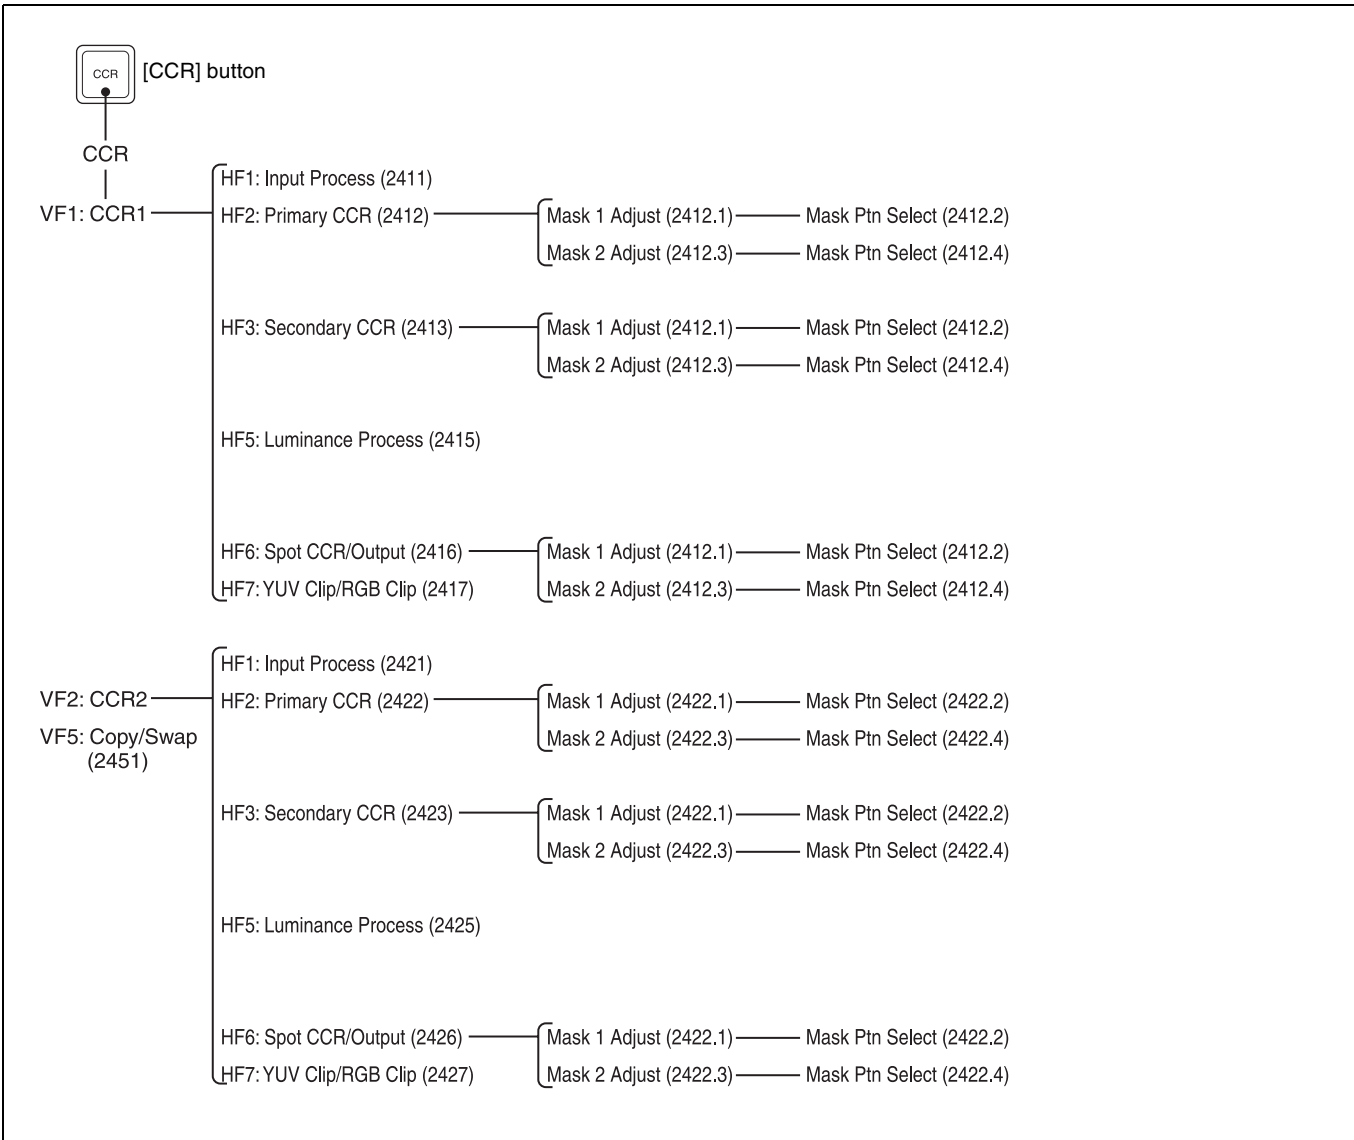 CCR
[CCR] button
CCR
VF1: CCR1
HF1: Input Process (2411)
HF2: Primary CCR (2412)
Mask 1 Adjust (2412.1)
Mask Ptn Select (2412.2)
Mask 2 Adjust (2412.3)
Mask Ptn Select (2412.4)
HF3: Secondary CCR (2413)
Mask 1 Adjust (2412.1)
Mask Ptn Select (2412.2)
Mask 2 Adjust (2412.3)
Mask Ptn Select (2412.4)
HF5: Luminance Process (2415)
HF6: Spot CCR/Output (2416)
Mask 1 Adjust (2412.1)
Mask Ptn Select (2412.2)
HF7: YUV Clip/RGB Clip (2417)
Mask 2 Adjust (2412.3)
Mask Ptn Select (2412.4)
VF2: CCR2
HF1: Input Process (2421)
HF2: Primary CCR (2422)
Mask 1 Adjust (2422.1)
Mask Ptn Select (2422.2)
VF5: Copy/Swap
(2451)
Mask 2 Adjust (2422.3)
Mask Ptn Select (2422.4)
HF3: Secondary CCR (2423)
Mask 1 Adjust (2422.1)
Mask Ptn Select (2422.2)
Mask 2 Adjust (2422.3)
Mask Ptn Select (2422.4)
HF5: Luminance Process (2425)
HF6: Spot CCR/Output (2426)
Mask 1 Adjust (2422.1)
Mask Ptn Select (2422.2)
HF7: YUV Clip/RGB Clip (2427)
Mask 2 Adjust (2422.3)
Mask Ptn Select (2422.4)